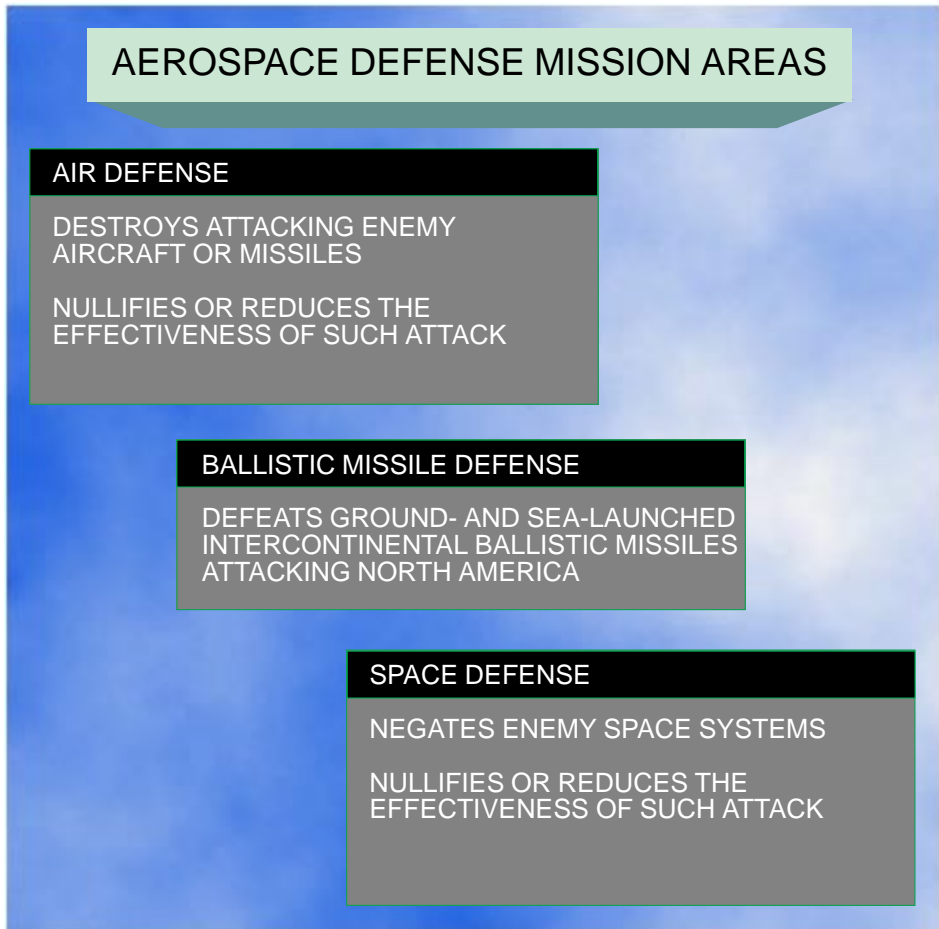 AEROSPACE DEFENSE MISSION AREAS
AIR DEFENSE
DESTROYS ATTACKING ENEMY
AIRCRAFT OR MISSILES
NULLIFIES OR REDUCES THE
EFFECTIVENESS OF SUCH ATTACK
BALLISTIC MISSILE DEFENSE
DEFEATS GROUND- AND SEA-LAUNCHED
INTERCONTINENTAL BALLISTIC MISSILES
ATTACKING NORTH AMERICA
SPACE DEFENSE
NEGATES ENEMY SPACE SYSTEMS
NULLIFIES OR REDUCES THE
EFFECTIVENESS OF SUCH ATTACK